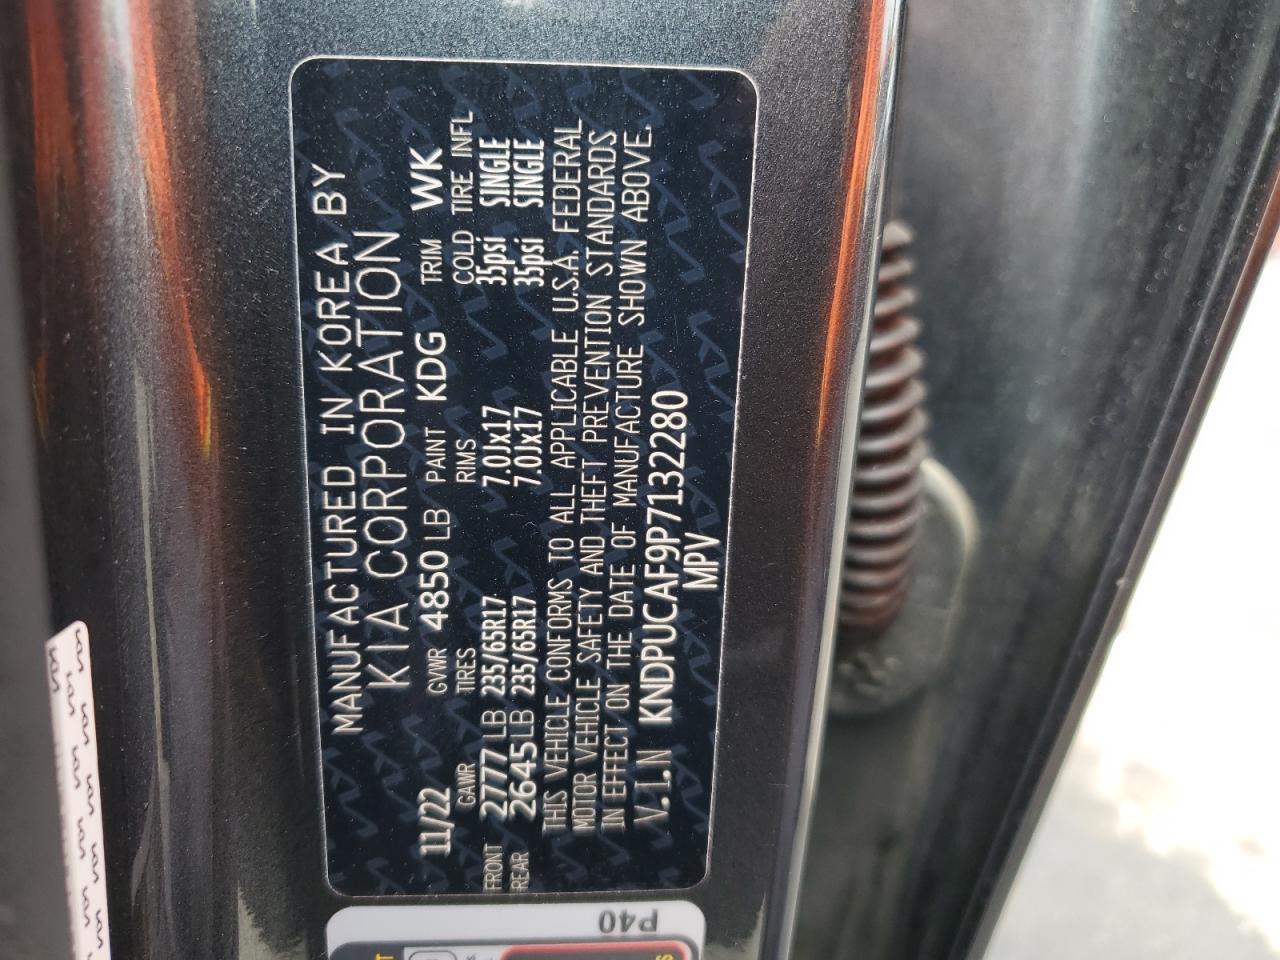 MANUFACTURED IN KOREA BY
KIA CORPORATION
11/22 GVWR 4850 LB PAINT KDG TRIM WK
GAWR TIRES RIMS COLD TIRE INFL
FRONT 2777 LB 235/65R17 7.0Jx17 35psi SINGLE
REAR 2645 LB 235/65R17 7.0Jx17 35psi SINGLE
THIS VEHICLE CONFORMS TO ALL APPLICABLE U.S.A. FEDERAL
MOTOR VEHICLE SAFETY AND THEFT PREVENTION STANDARDS
IN EFFECT ON THE DATE OF MANUFACTURE SHOWN ABOVE.
V.I.N KNDPUCAF9P7132280
MPV
P40